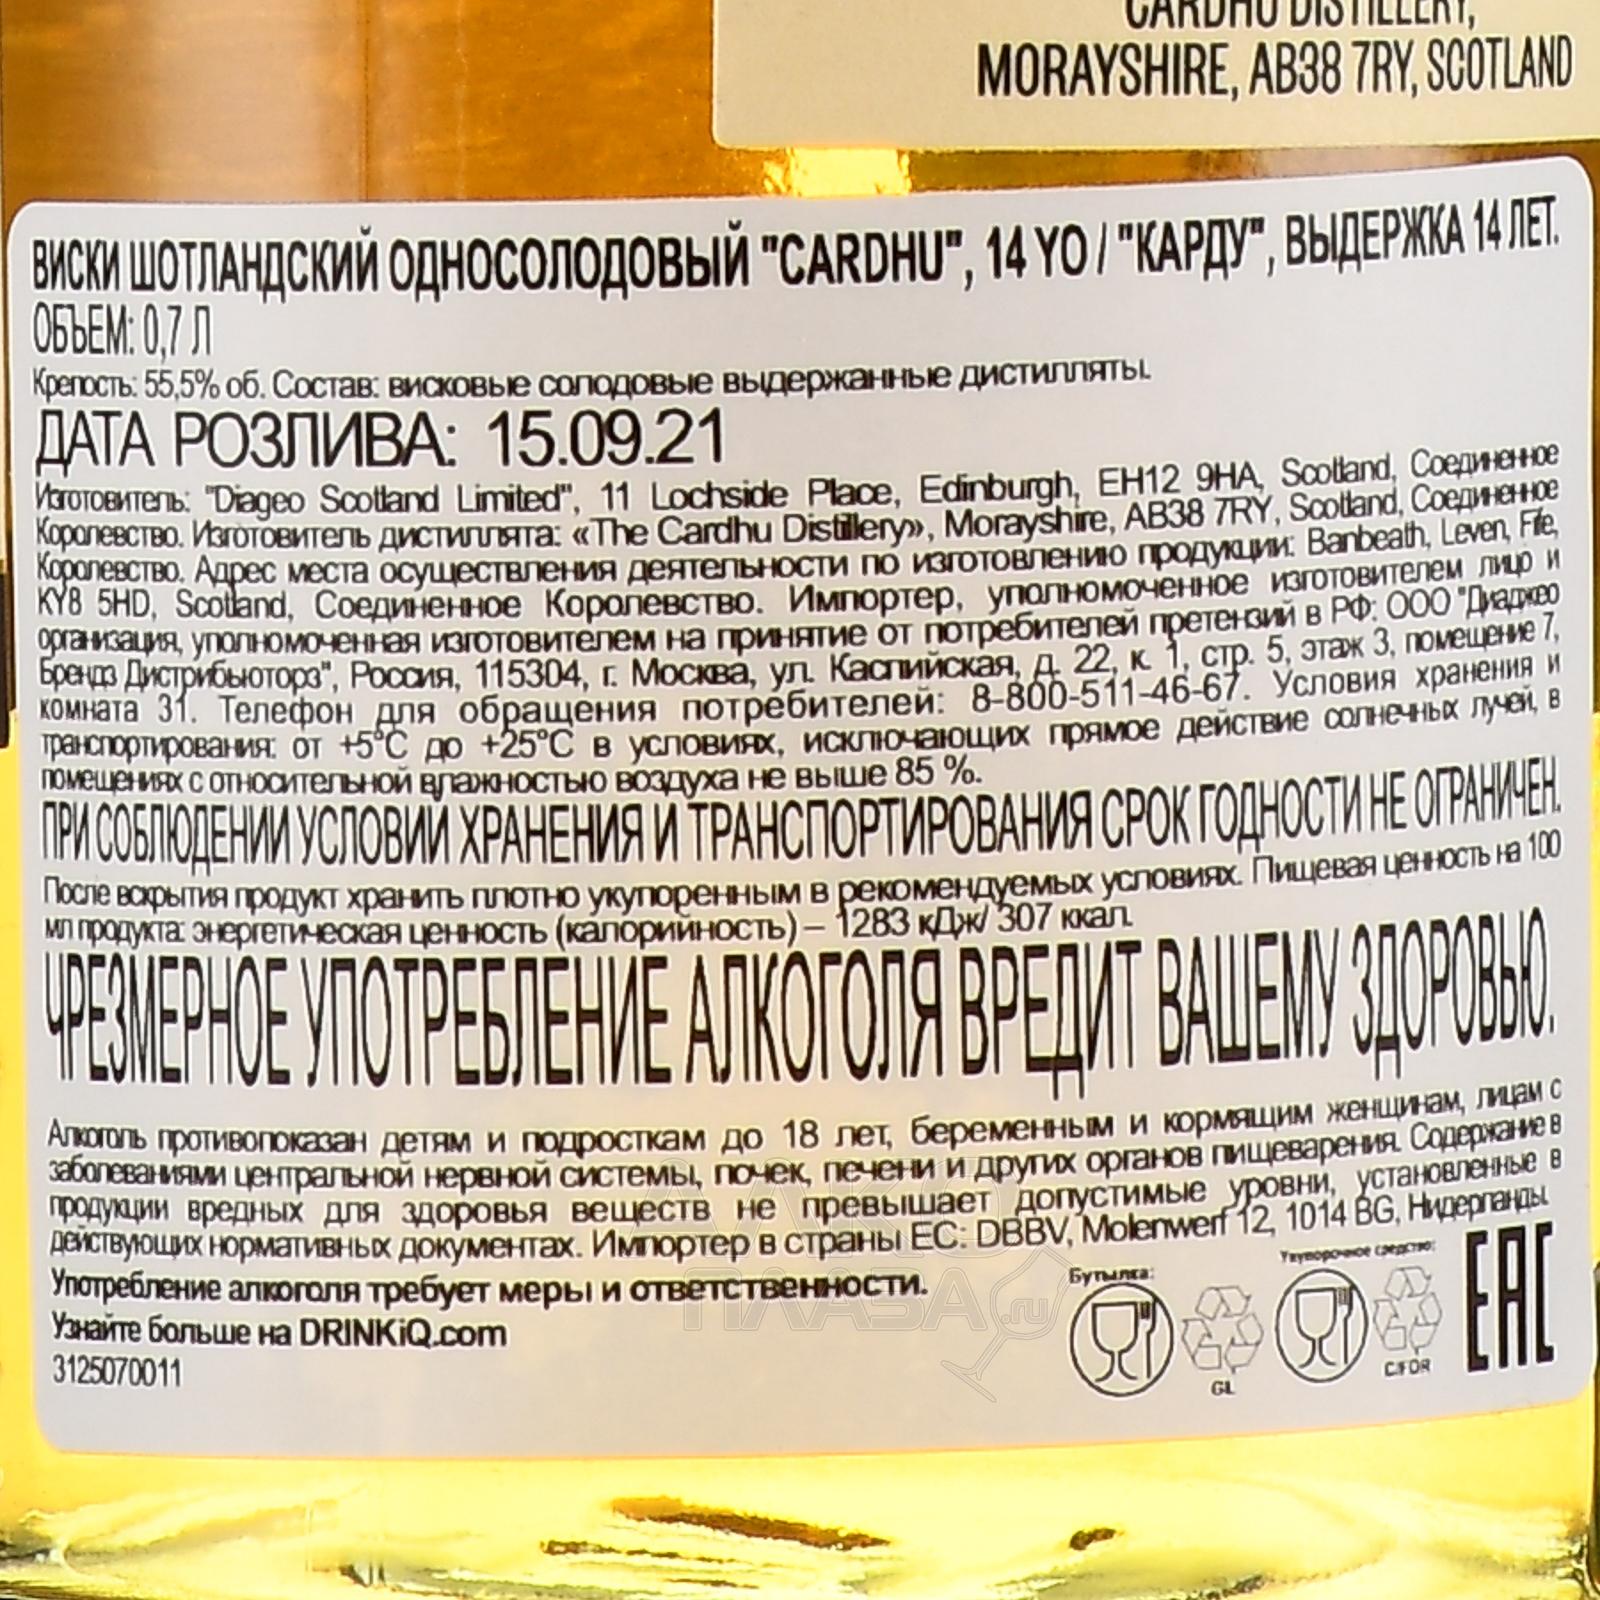 CARDHU DISTILLERY,
MORAYSHIRE, AB38 7RY, SCOTLAND
ВИСКИ ШОТЛАНДСКИЙ ОДНОСОЛОДОВЫЙ "CARDHU", 14 YO / "КАРДУ", ВЫДЕРЖКА 14 ЛЕТ.
ОБЪЕМ: 0,7 Л
Крепость: 55,5% об. Состав: висковые солодовые выдержанные дистилляты.
ДАТА РОЗЛИВА: 15.09.21
Изготовитель: "Diageo Scotland Limited", 11 Lochside Place, Edinburgh, EH12 9HA, Scotland, Соединенное
Королевство. Изготовитель дистиллята: «The Cardhu Distillery», Morayshire, AB38 7RY, Scotland, Соединенное
Королевство. Адрес места осуществления деятельности по изготовлению продукции: Banbeath, Leven, Fife,
KY8 5HD, Scotland, Соединенное Королевство. Импортер, уполномоченное изготовителем лицо и
организация, уполномоченная изготовителем на принятие от потребителей претензий в РФ: ООО "Диаджео
Брендз Дистрибьюторз", Россия, 115304, г. Москва, ул. Каспийская, д. 22, к. 1, стр. 5, этаж 3, помещение 7,
комната 31. Телефон для обращения потребителей: 8-800-511-46-67. Условия хранения и
транспортирования: от +5°C до +25°C в условиях, исключающих прямое действие солнечных лучей, в
помещениях с относительной влажностью воздуха не выше 85 %.
ПРИ СОБЛЮДЕНИИ УСЛОВИЙ ХРАНЕНИЯ И ТРАНСПОРТИРОВАНИЯ СРОК ГОДНОСТИ НЕ ОГРАНИЧЕН.
После вскрытия продукт хранить плотно укупоренным в рекомендуемых условиях. Пищевая ценность на 100
мл продукта: энергетическая ценность (калорийность) – 1283 кДж/ 307 ккал.
ЧРЕЗМЕРНОЕ УПОТРЕБЛЕНИЕ АЛКОГОЛЯ ВРЕДИТ ВАШЕМУ ЗДОРОВЬЮ.
Алкоголь противопоказан детям и подросткам до 18 лет, беременным и кормящим женщинам, лицам с
заболеваниями центральной нервной системы, почек, печени и других органов пищеварения. Содержание в
продукции вредных для здоровья веществ не превышает допустимые уровни, установленные в
действующих нормативных документах. Импортер в страны ЕС: DBBV, Molenwerf 12, 1014 BG, Нидерланды.
Употребление алкоголя требует меры и ответственности.
Узнайте больше на DRINKiQ.com
3125070011
Бутылка:
GL
Укупорочное средство:
C/FOR
EAC
АЛКО
ПЛАЗА.ru